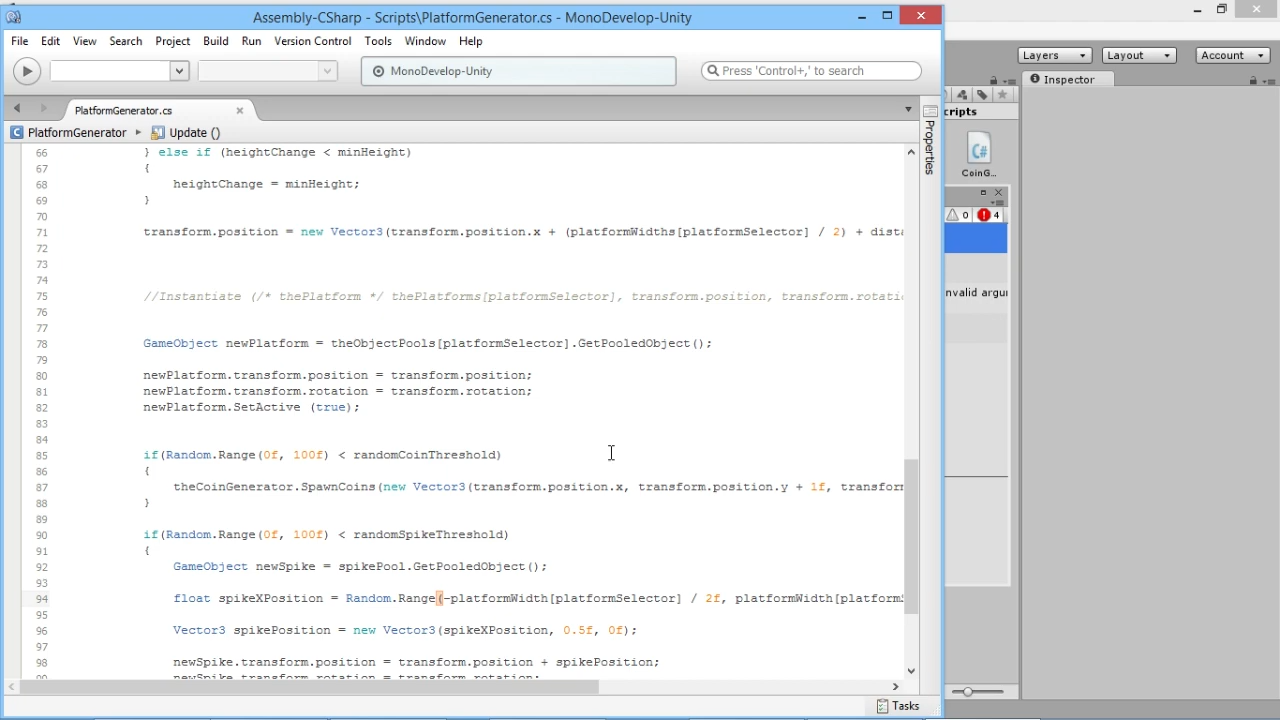 Assembly-CSharp - Scripts\PlatformGenerator.cs - MonoDevelop-Unity
File Edit View Search Project Build Run Version Control Tools Window Help
MonoDevelop-Unity
Press 'Control+,' to search
Layers
Layout
Account
Inspector
PlatformGenerator.cs
PlatformGenerator
Update ()
Properties
cripts
C#
CoinG...
0
4
nvalid argu
66 } else if (heightChange < minHeight)
67 {
68 heightChange = minHeight;
69 }
70
71 transform.position = new Vector3(transform.position.x + (platformWidths[platformSelector] / 2) + dista
72
73
74
75 //Instantiate (/* thePlatform */ thePlatforms[platformSelector], transform.position, transform.rotatio
76
77
78 GameObject newPlatform = theObjectPools[platformSelector].GetPooledObject();
79
80 newPlatform.transform.position = transform.position;
81 newPlatform.transform.rotation = transform.rotation;
82 newPlatform.SetActive (true);
83
84
85 if(Random.Range(0f, 100f) < randomCoinThreshold)
86 {
87 theCoinGenerator.SpawnCoins(new Vector3(transform.position.x, transform.position.y + 1f, transform
88 }
89
90 if(Random.Range(0f, 100f) < randomSpikeThreshold)
91 {
92 GameObject newSpike = spikePool.GetPooledObject();
93
94 float spikeXPosition = Random.Range(-platformWidth[platformSelector] / 2f, platformWidth[platformS
95
96 Vector3 spikePosition = new Vector3(spikeXPosition, 0.5f, 0f);
97
98 newSpike.transform.position = transform.position + spikePosition;
99 newSpike.transform.rotation = transform.rotation;
Tasks